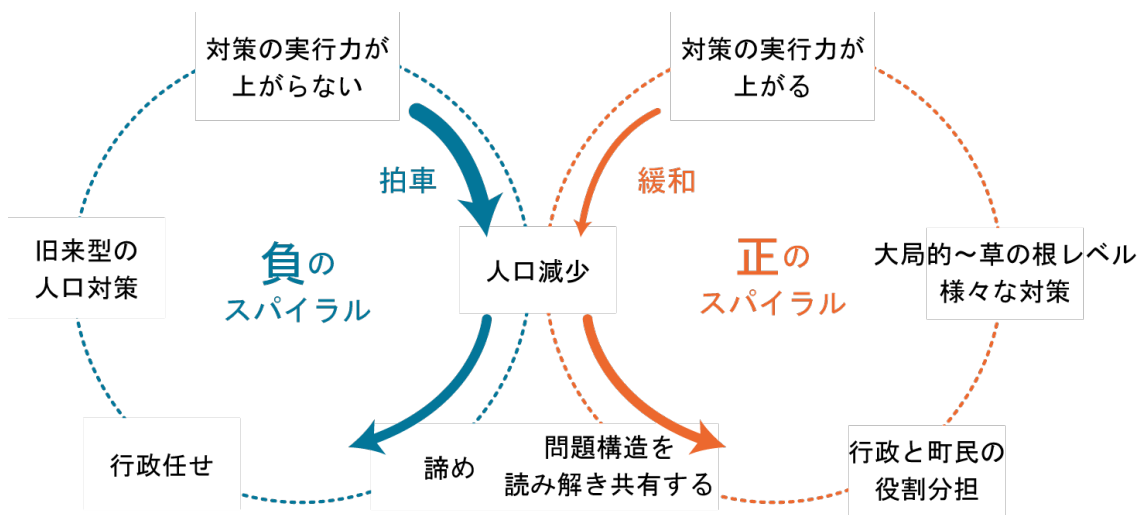 対策の実行力が
上がらない
対策の実行力が
上がる
拍車
緩和
旧来型の
人口対策
負の
スパイラル
人口減少
正の
スパイラル
大局的〜草の根レベル
様々な対策
行政任せ
諦め
問題構造を
読み解き共有する
行政と町民の
役割分担